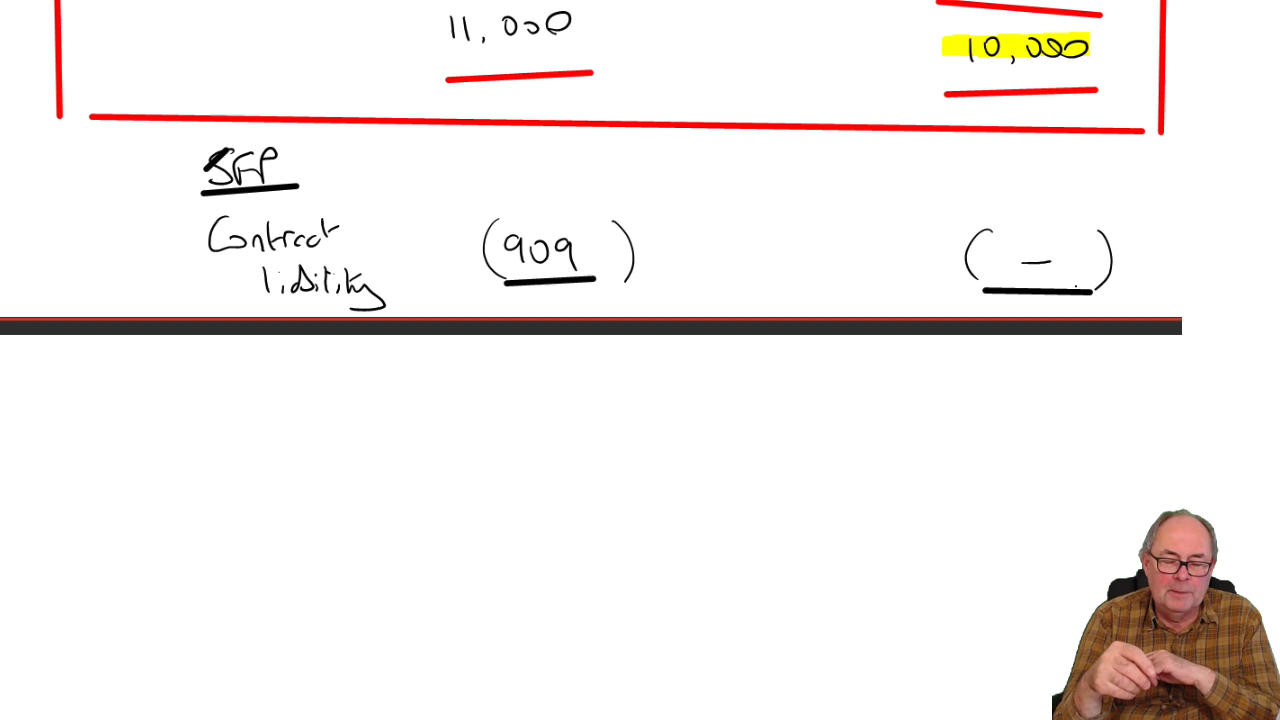 11,000 10,000
SFP
Contract (909) (–)
liability